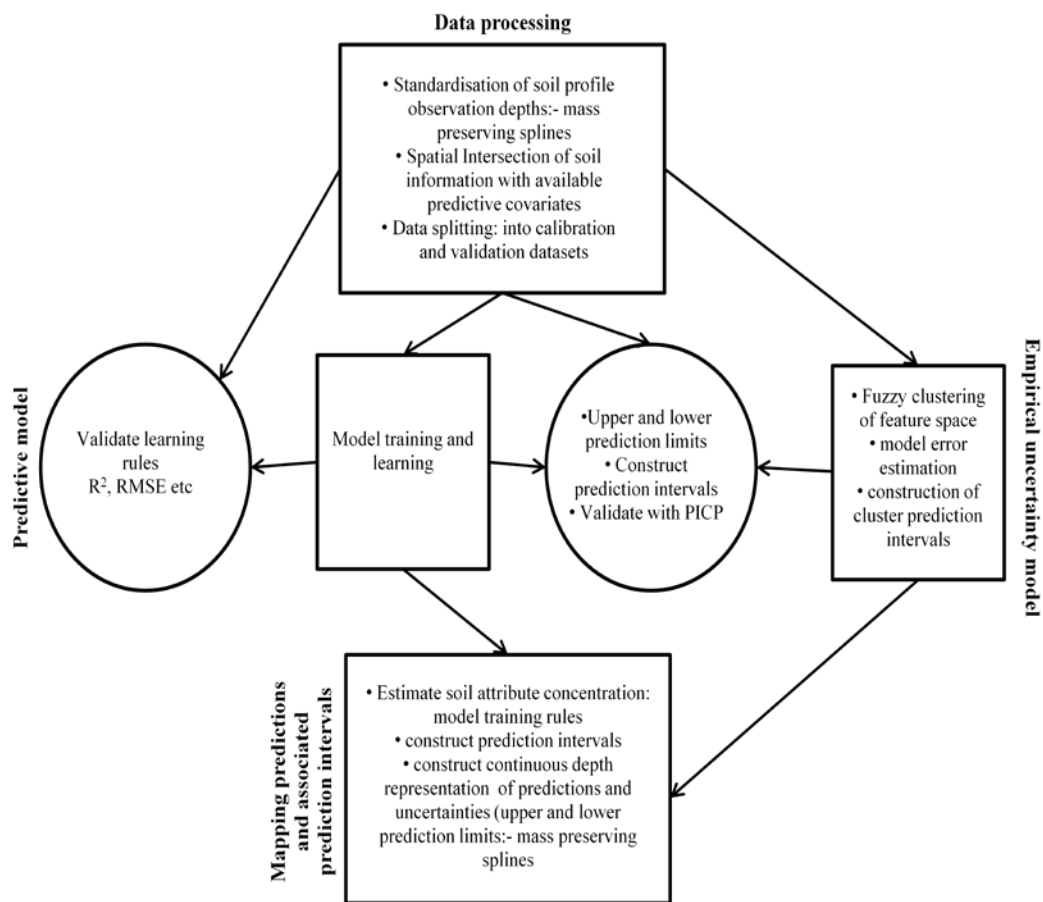 Data processing
• Standardisation of soil profile
observation depths:- mass
preserving splines
• Spatial Intersection of soil
information with available
predictive covariates
• Data splitting: into calibration
and validation datasets
Predictive model
Validate learning
rules
R², RMSE etc
Model training and
learning
•Upper and lower
prediction limits
• Construct
prediction intervals
• Validate with PICP
• Fuzzy clustering
of feature space
• model error
estimation
• construction of
cluster prediction
intervals
Empirical uncertainty model
Mapping predictions
and associated
prediction intervals
• Estimate soil attribute concentration:
model training rules
• construct prediction intervals
• construct continuous depth
representation of predictions and
uncertainties (upper and lower
prediction limits:- mass preserving
splines